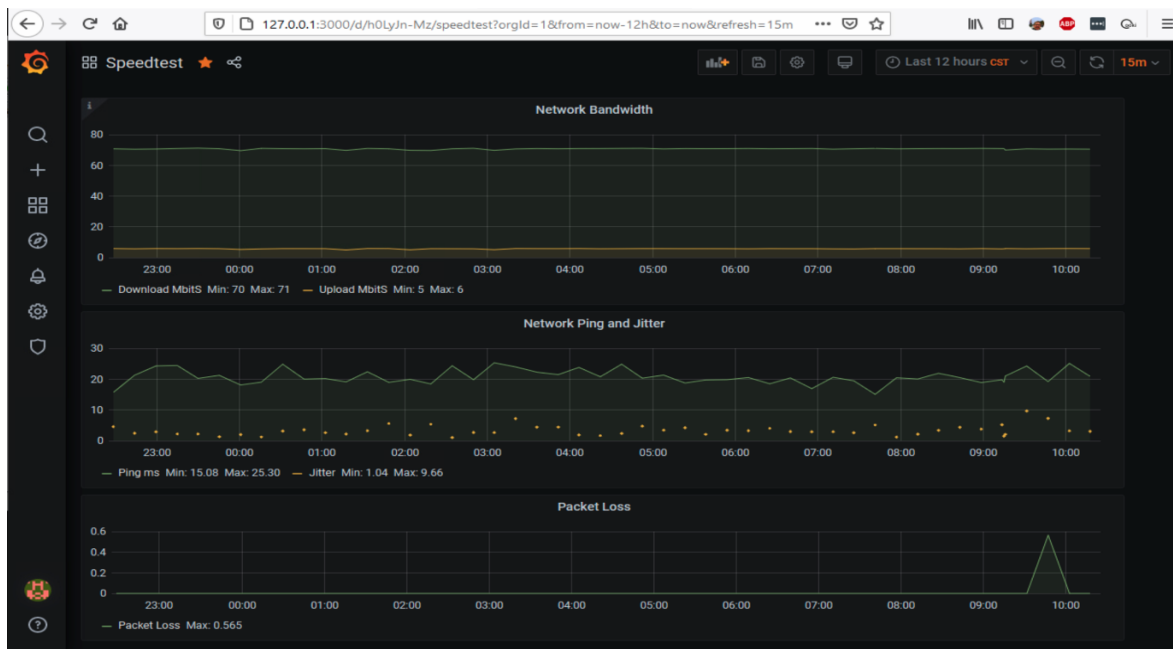 127.0.0.1:3000/d/h0LyJn-Mz/speedtest?orgId=1&from=now-12h&to=now&refresh=15m
ABP
Speedtest
Last 12 hours CST
15m
i
Network Bandwidth
80
60
40
20
0
23:00 00:00 01:00 02:00 03:00 04:00 05:00 06:00 07:00 08:00 09:00 10:00
Download MbitS Min: 70 Max: 71 Upload MbitS Min: 5 Max: 6
Network Ping and Jitter
30
20
10
0
23:00 00:00 01:00 02:00 03:00 04:00 05:00 06:00 07:00 08:00 09:00 10:00
Ping ms Min: 15.08 Max: 25.30 Jitter Min: 1.04 Max: 9.66
Packet Loss
0.6
0.4
0.2
0
23:00 00:00 01:00 02:00 03:00 04:00 05:00 06:00 07:00 08:00 09:00 10:00
Packet Loss Max: 0.565